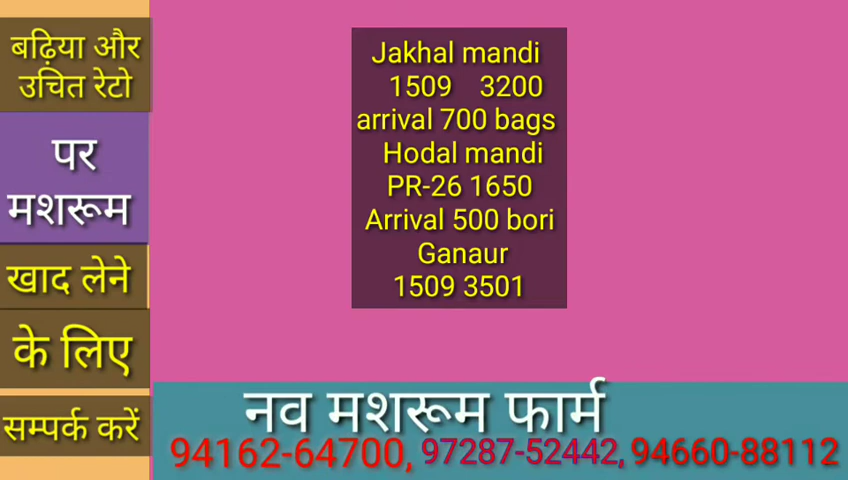 बढ़िया और
उचित रेटो
पर
मशरूम
खाद लेने
के लिए
सम्पर्क करें
Jakhal mandi
1509 3200
arrival 700 bags
Hodal mandi
PR-26 1650
Arrival 500 bori
Ganaur
1509 3501
नव मशरूम फार्म
94162-64700, 97287-52442, 94660-88112